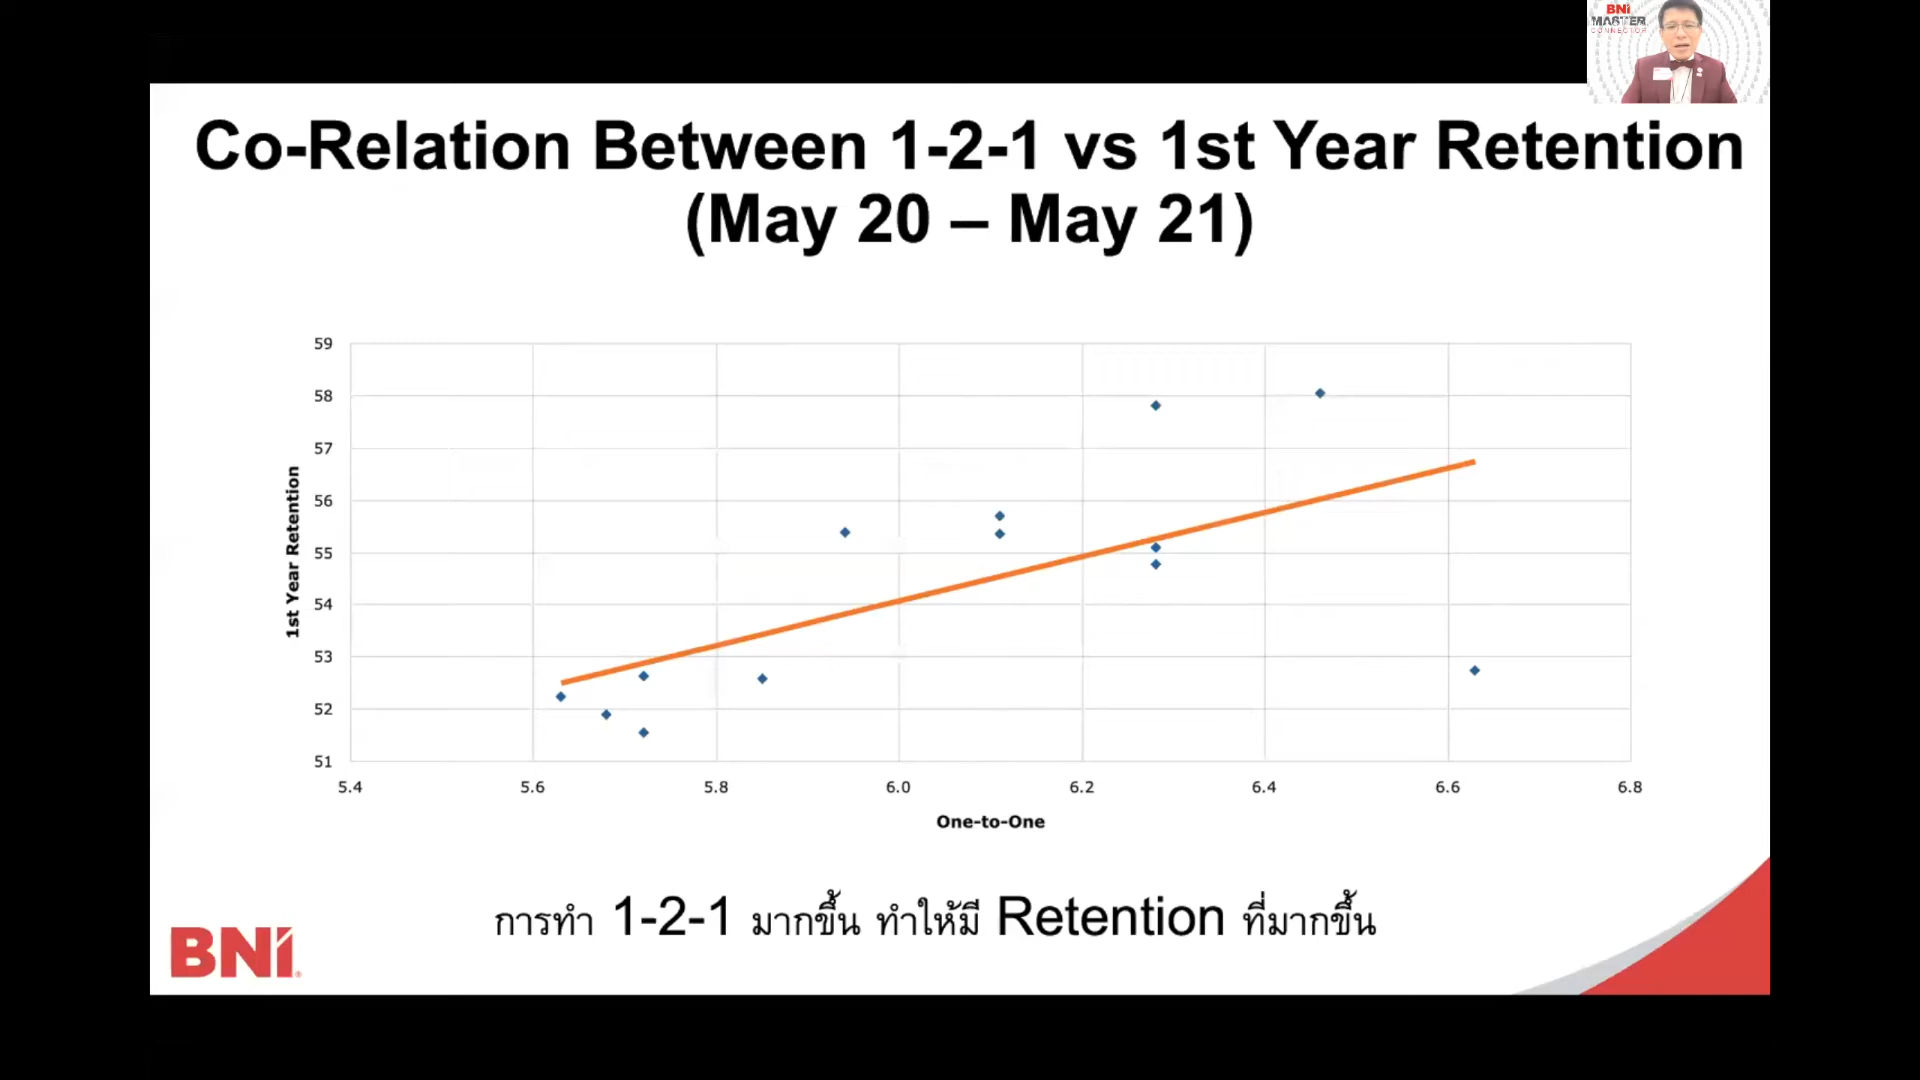 BNI
MASTER
CONNECTOR
Co-Relation Between 1-2-1 vs 1st Year Retention
(May 20 – May 21)
59
58
57
56
55
54
53
52
51
1st Year Retention
5.4 5.6 5.8 6.0 6.2 6.4 6.6 6.8
One-to-One
การทำ 1-2-1 มากขึ้น ทำให้มี Retention ที่มากขึ้น
BNI®